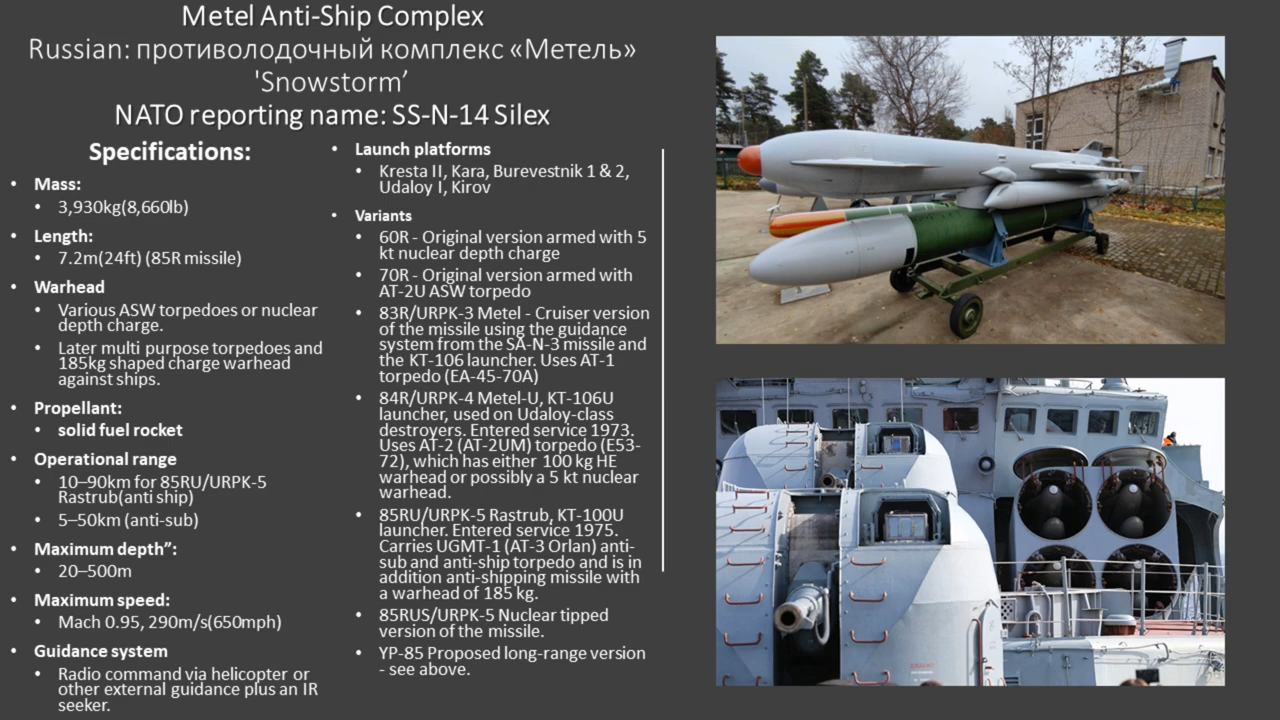 Metel Anti-Ship Complex
Russian: противолодочный комплекс «Метель»
'Snowstorm’
NATO reporting name: SS-N-14 Silex
Specifications:
• Mass:
• 3,930kg(8,660lb)
• Length:
• 7.2m(24ft) (85R missile)
• Warhead
• Various ASW torpedoes or nuclear
depth charge.
• Later multi purpose torpedoes and
185kg shaped charge warhead
against ships.
• Propellant:
• solid fuel rocket
• Operational range
• 10–90km for 85RU/URPK-5
Rastrub(anti ship)
• 5–50km (anti-sub)
• Maximum depth”:
• 20–500m
• Maximum speed:
• Mach 0.95, 290m/s(650mph)
• Guidance system
• Radio command via helicopter or
other external guidance plus an IR
seeker.
• Launch platforms
• Kresta II, Kara, Burevestnik 1 & 2,
Udaloy I, Kirov
• Variants
• 60R - Original version armed with 5
kt nuclear depth charge
• 70R - Original version armed with
AT-2U ASW torpedo
• 83R/URPK-3 Metel - Cruiser version
of the missile using the guidance
system from the SA-N-3 missile and
the KT-106 launcher. Uses AT-1
torpedo (EA-45-70A)
• 84R/URPK-4 Metel-U, KT-106U
launcher, used on Udaloy-class
destroyers. Entered service 1973.
Uses AT-2 (AT-2UM) torpedo (E53-
72), which has either 100 kg HE
warhead or possibly a 5 kt nuclear
warhead.
• 85RU/URPK-5 Rastrub, KT-100U
launcher. Entered service 1975.
Carries UGMT-1 (AT-3 Orlan) anti-
sub and anti-ship torpedo and is in
addition anti-shipping missile with
a warhead of 185 kg.
• 85RUS/URPK-5 Nuclear tipped
version of the missile.
• YP-85 Proposed long-range version
- see above.